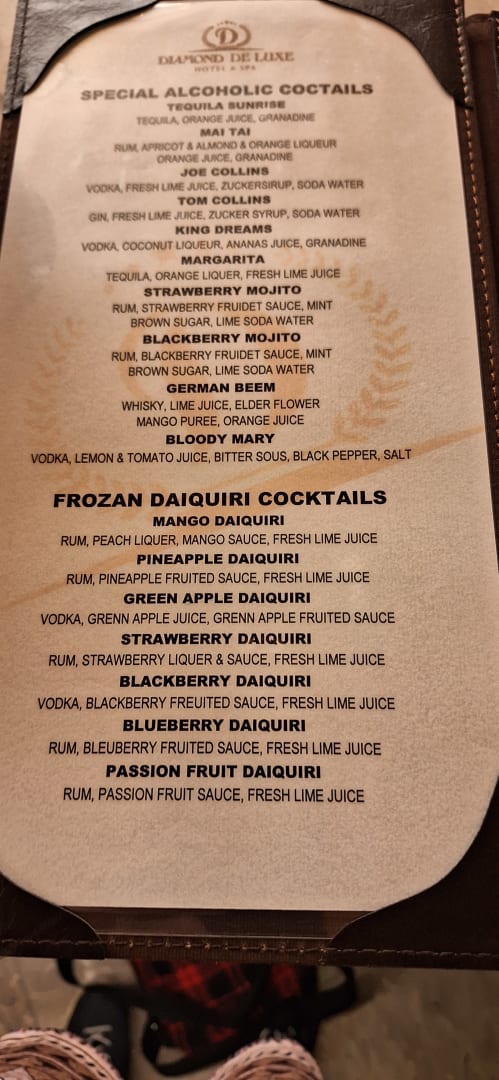 D
DIAMOND DE LUXE
HOTEL & SPA
SPECIAL ALCOHOLIC COCTAILS
TEQUILA SUNRISE
TEQUILA, ORANGE JUICE, GRANADINE
MAI TAI
RUM, APRICOT & ALMOND & ORANGE LIQUEUR
ORANGE JUICE, GRANADINE
JOE COLLINS
VODKA, FRESH LIME JUICE, ZUCKERSIRUP, SODA WATER
TOM COLLINS
GIN, FRESH LIME JUICE, ZUCKER SYRUP, SODA WATER
KING DREAMS
VODKA, COCONUT LIQUEUR, ANANAS JUICE, GRANADINE
MARGARITA
TEQUILA, ORANGE LIQUER, FRESH LIME JUICE
STRAWBERRY MOJITO
RUM, STRAWBERRY FRUIDET SAUCE, MINT
BROWN SUGAR, LIME SODA WATER
BLACKBERRY MOJITO
RUM, BLACKBERRY FRUIDET SAUCE, MINT
BROWN SUGAR, LIME SODA WATER
GERMAN BEEM
WHISKY, LIME JUICE, ELDER FLOWER
MANGO PUREE, ORANGE JUICE
BLOODY MARY
VODKA, LEMON & TOMATO JUICE, BITTER SOUS, BLACK PEPPER, SALT
FROZAN DAIQUIRI COCKTAILS
MANGO DAIQUIRI
RUM, PEACH LIQUER, MANGO SAUCE, FRESH LIME JUICE
PINEAPPLE DAIQUIRI
RUM, PINEAPPLE FRUITED SAUCE, FRESH LIME JUICE
GREEN APPLE DAIQUIRI
VODKA, GRENN APPLE JUICE, GRENN APPLE FRUITED SAUCE
STRAWBERRY DAIQUIRI
RUM, STRAWBERRY LIQUER & SAUCE, FRESH LIME JUICE
BLACKBERRY DAIQUIRI
VODKA, BLACKBERRY FREUITED SAUCE, FRESH LIME JUICE
BLUEBERRY DAIQUIRI
RUM, BLEUBERRY FRUITED SAUCE, FRESH LIME JUICE
PASSION FRUIT DAIQUIRI
RUM, PASSION FRUIT SAUCE, FRESH LIME JUICE